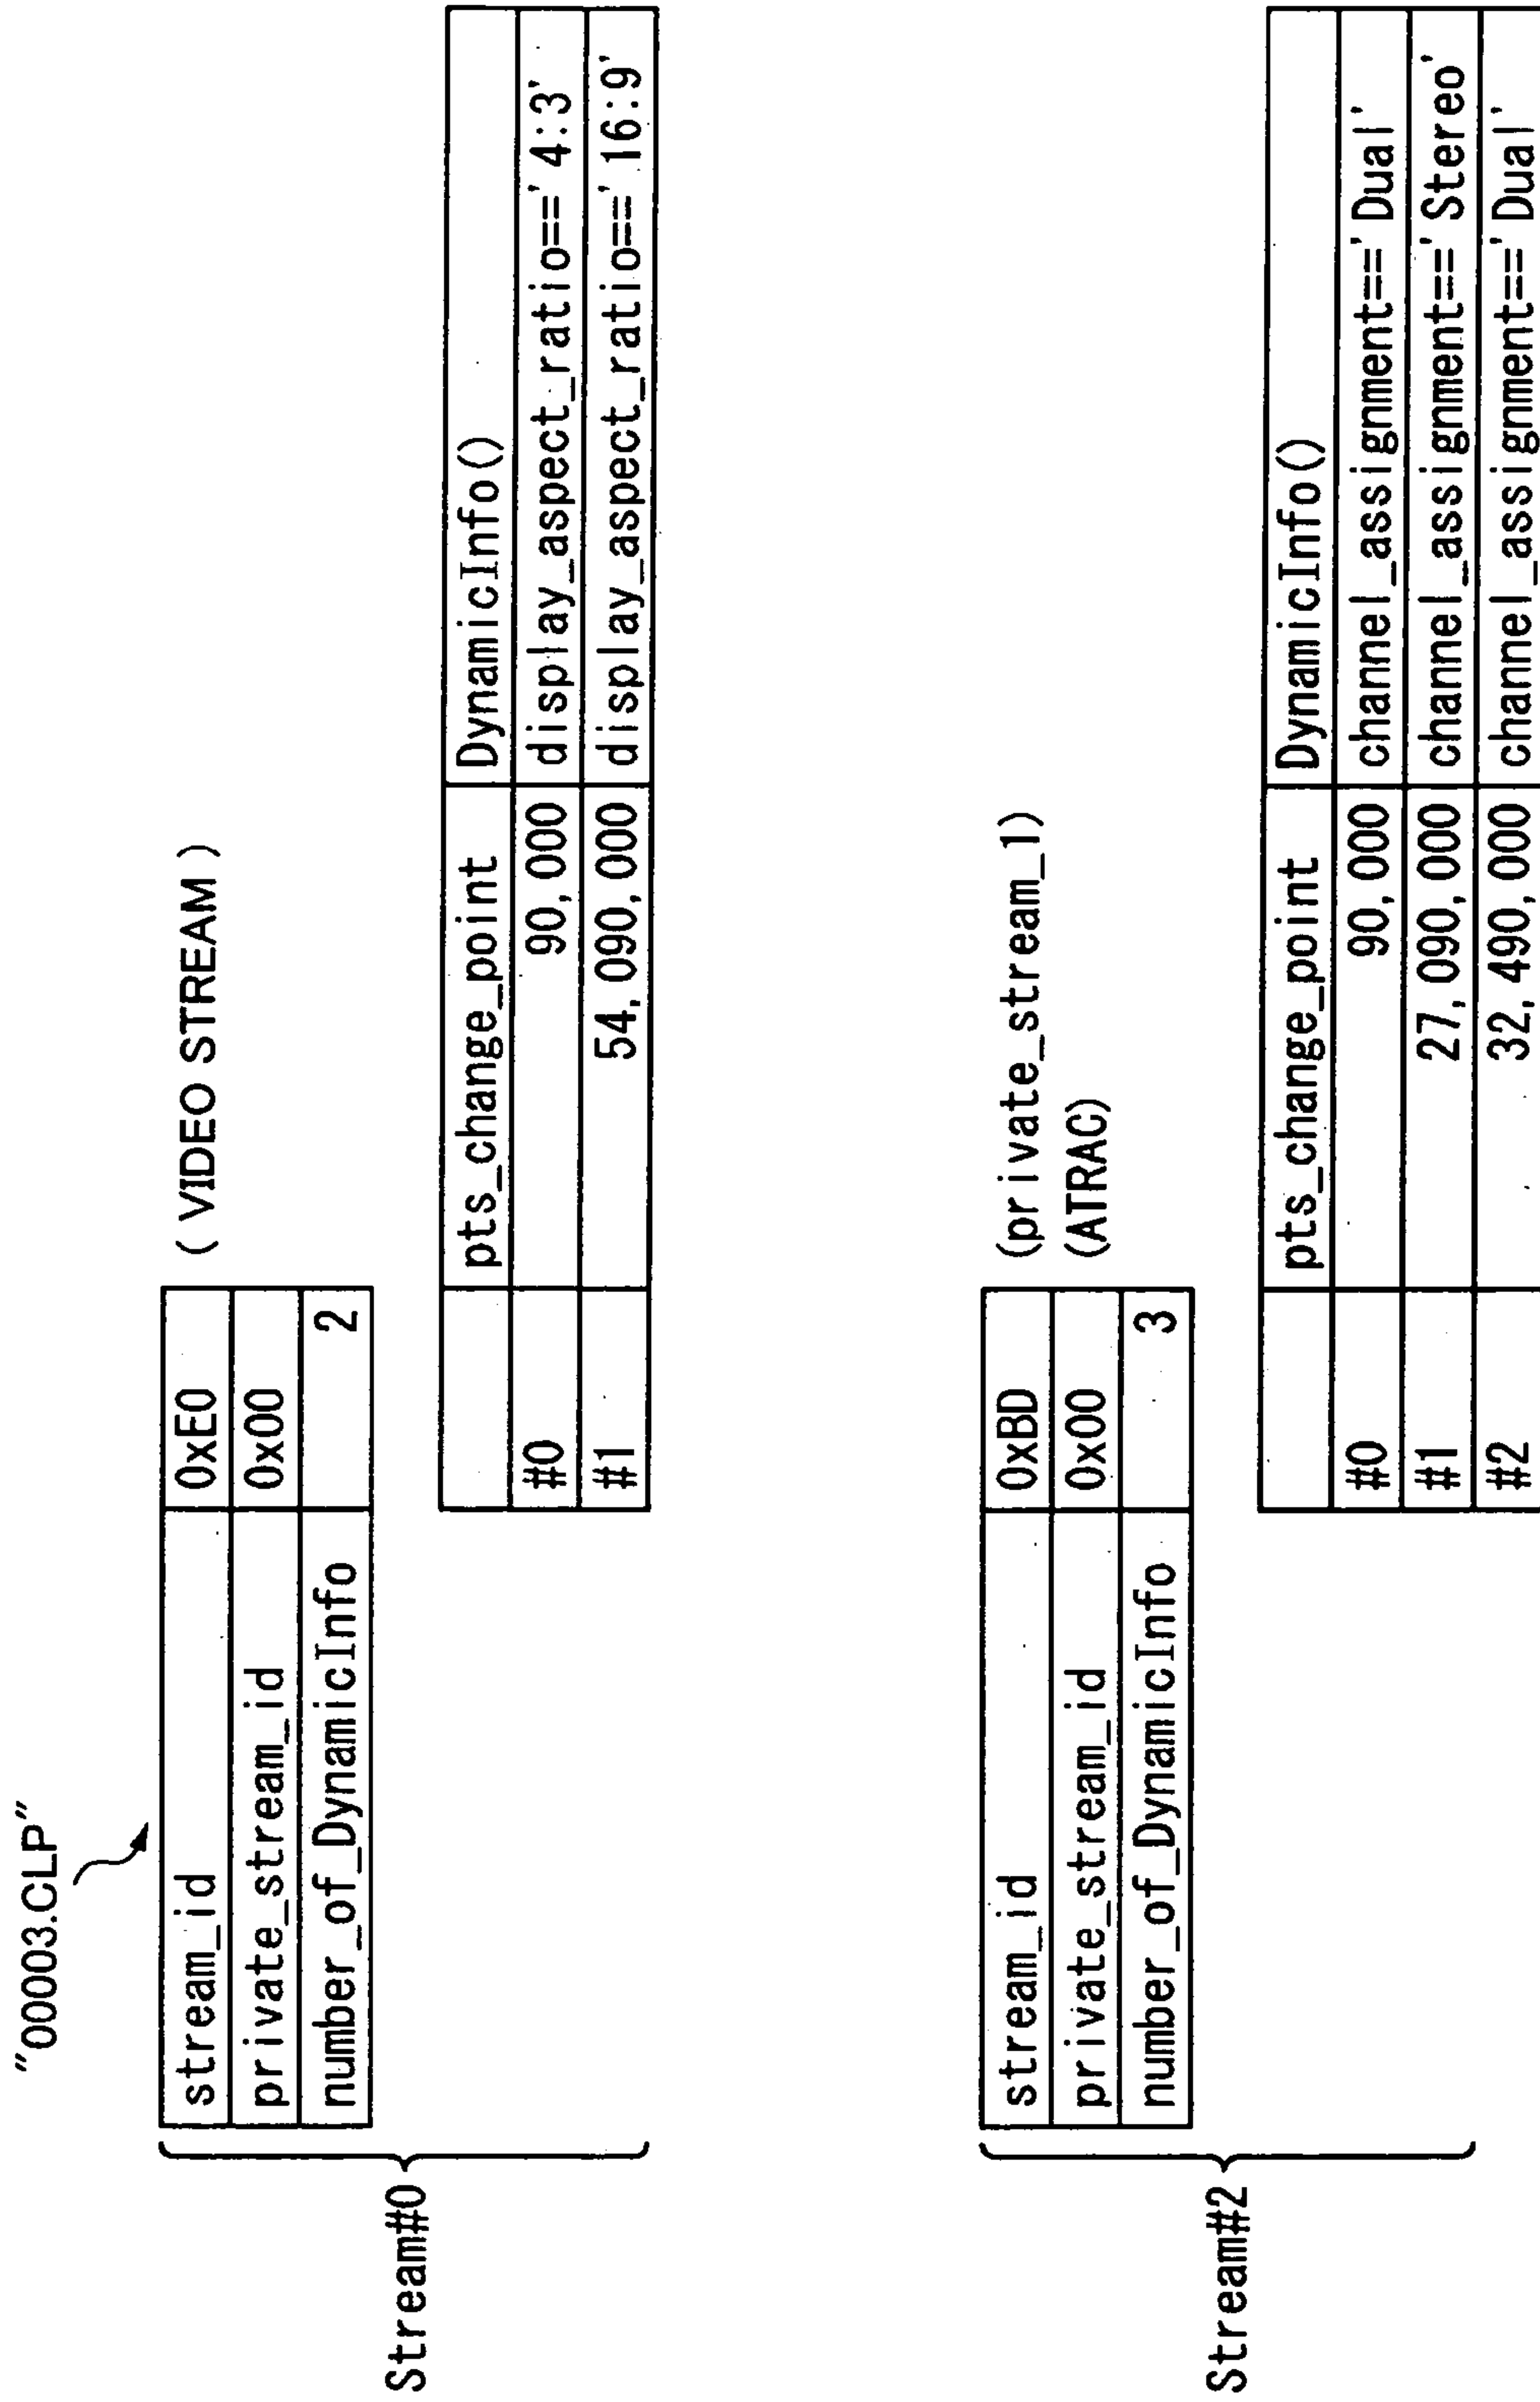 "00003.CLP"
stream_id 0xE0 ( VIDEO STREAM )
private_stream_id 0x00
number_of_DynamicInfo 2
Stream#0
pts_change_point DynamicInfo()
#0 90,000 display_aspect_ratio=='4:3'
#1 54,090,000 display_aspect_ratio=='16:9'
stream_id 0xBD (private_stream_1)
private_stream_id 0x00 (ATRAC)
number_of_DynamicInfo 3
Stream#2
pts_change_point DynamicInfo()
#0 90,000 channel_assignment=='Dual'
#1 27,090,000 channel_assignment=='Stereo'
#2 32,490,000 channel_assignment=='Dual'